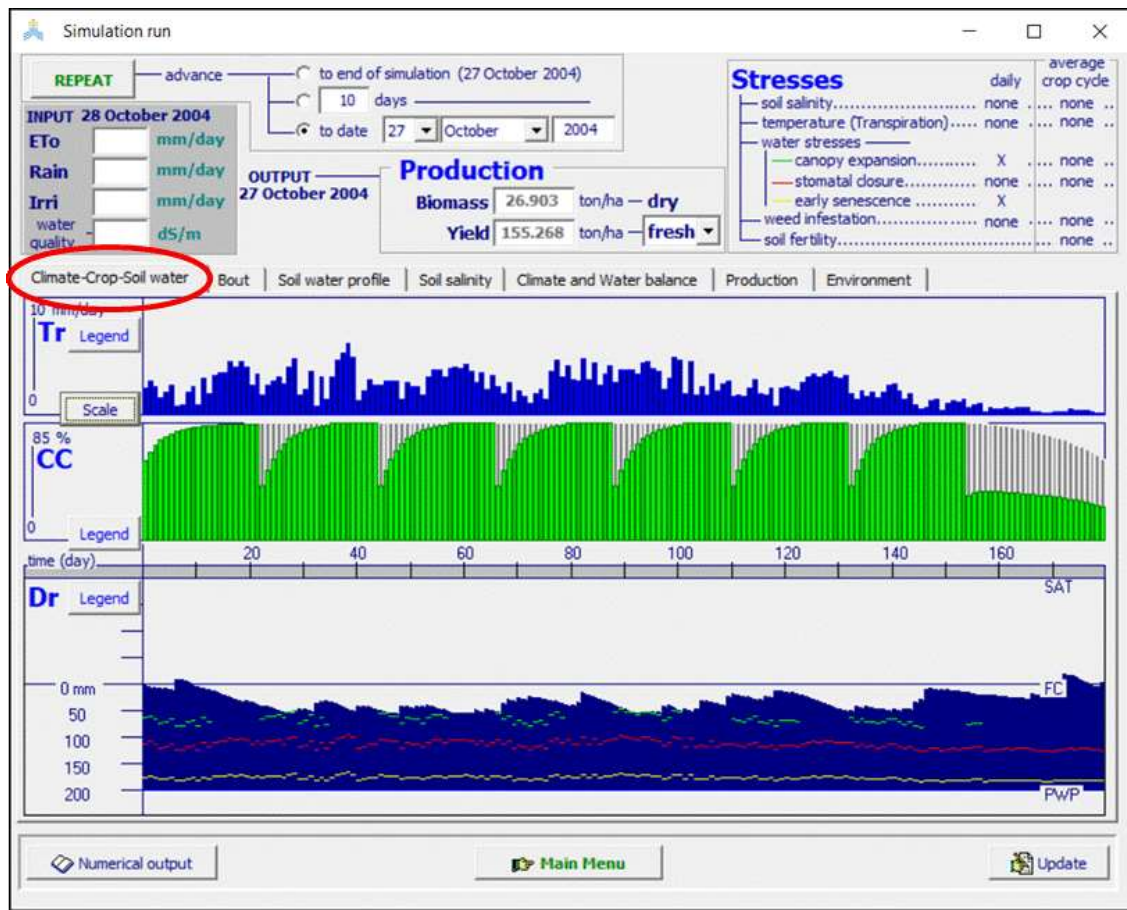 Simulation run
REPEAT
advance
to end of simulation (27 October 2004)
10 days
to date 27 October 2004
INPUT 28 October 2004
ETo mm/day
Rain mm/day
Irri mm/day
water quality dS/m
OUTPUT
27 October 2004
Production
Biomass 26.903 ton/ha dry
Yield 155.268 ton/ha fresh
Stresses daily average crop cycle
soil salinity............................ none .... none ..
temperature (Transpiration)..... none .... none ..
water stresses
canopy expansion........... X .... none ..
stomatal closure............. none .... none ..
early senescence ............ X
weed infestation.................... none .... none ..
soil fertility.................................... none ..
Climate-Crop-Soil water
Bout
Soil water profile
Soil salinity
Climate and Water balance
Production
Environment
10 mm/day
Tr Legend
0
Scale
85 %
CC
0
Legend
time (day)
20 40 60 80 100 120 140 160
Dr Legend
SAT
0 mm
FC
50
100
150
200
PWP
Numerical output
Main Menu
Update